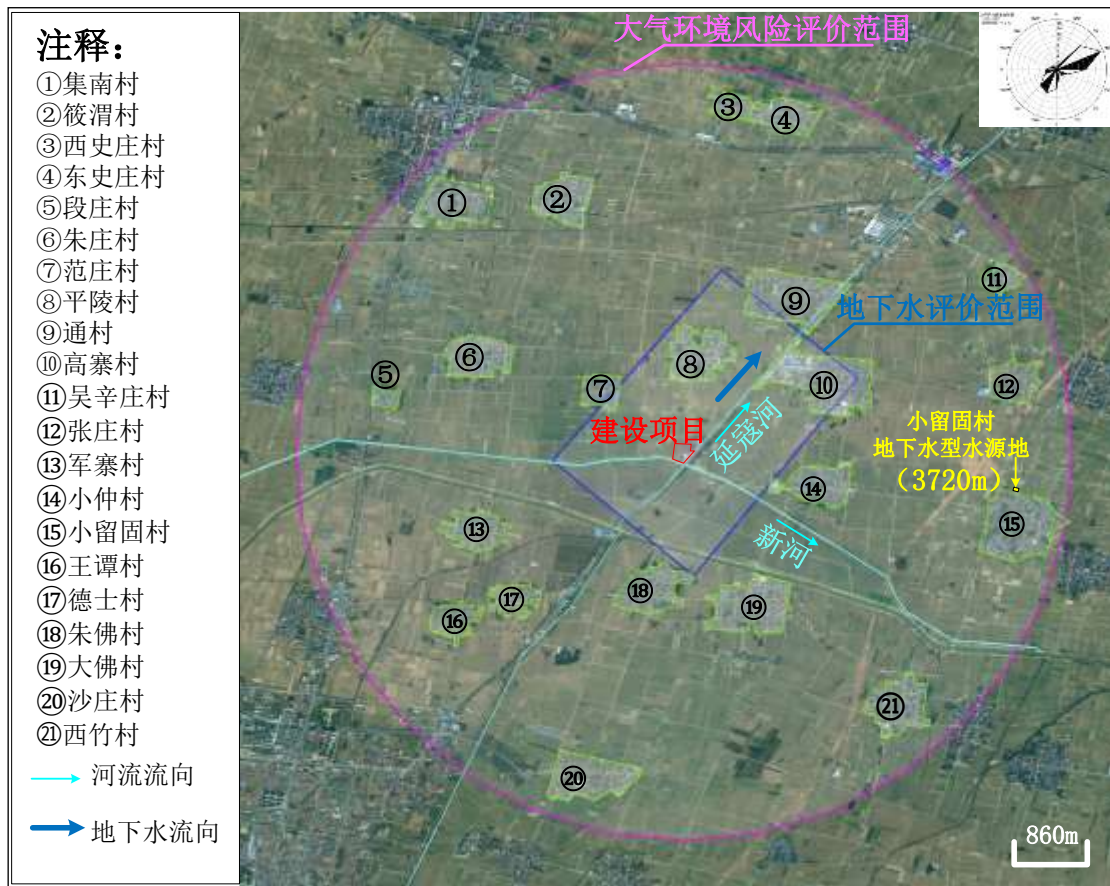 注释：
①集南村
②筱渭村
③西史庄村
④东史庄村
⑤段庄村
⑥朱庄村
⑦范庄村
⑧平陵村
⑨通村
⑩高寨村
⑪吴辛庄村
⑫张庄村
⑬军寨村
⑭小仲村
⑮小留固村
⑯王谭村
⑰德士村
⑱朱佛村
⑲大佛村
⑳沙庄村
㉑西竹村
河流流向
地下水流向
大气环境风险评价范围
③
④
①
②
⑪
⑨
地下水评价范围
⑥
⑧
⑤
⑦
⑩
⑫
建设项目
延寇河
小留固村
地下水型水源地
（3720m）
⑭
⑬
⑮
新河
⑱
⑰
⑯
⑲
㉑
⑳
860m